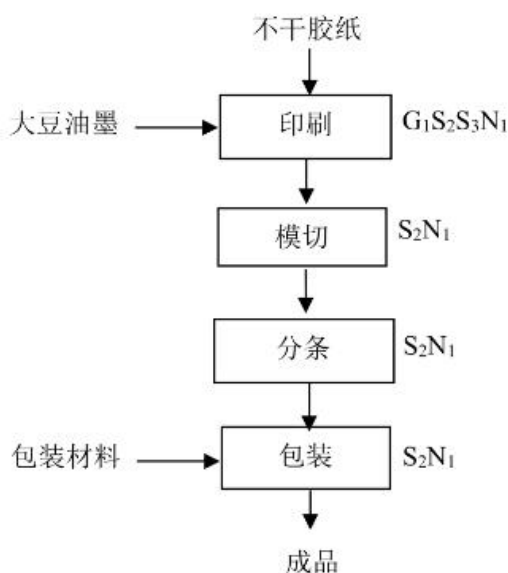 不干胶纸
大豆油墨
印刷
G₁S₂S₃N₁
模切
S₂N₁
分条
S₂N₁
包装材料
包装
S₂N₁
成品